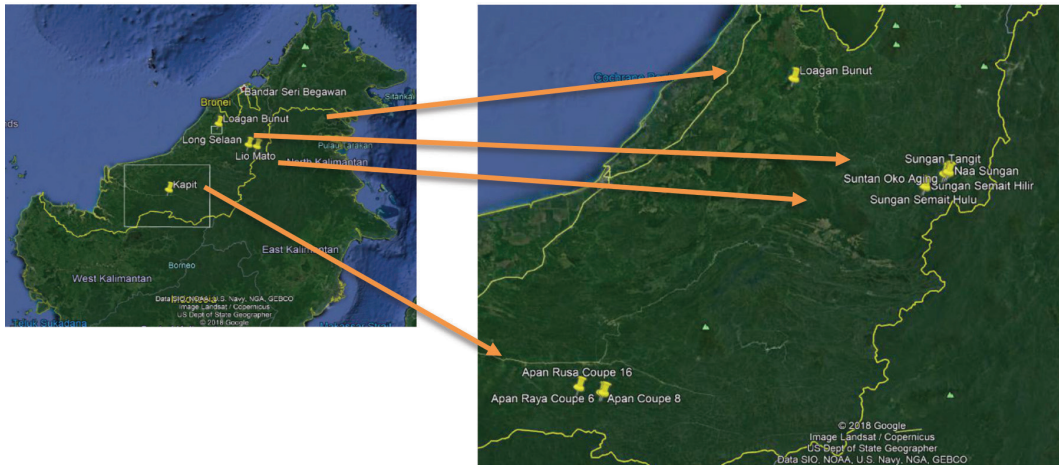 Bandar Seri Begawan
Brunei
Loagan Bunut
Long Selaan
Lio Mato
North Kalimantan
Kapit
East Kalimantan
West Kalimantan
Borneo
Data SIO, NOAA, U.S. Navy, NGA, GEBCO
Image Landsat / Copernicus
US Dept of State Geographer
© 2018 Google
Loagan Bunut
Sungan Tangit
Naa Sungan
Suntan Oko Aging
Sungan Semait Hilir
Sungan Semait Hulu
Apan Rusa Coupe 16
Apan Raya Coupe 6
Apan Coupe 8
© 2018 Google
Image Landsat / Copernicus
US Dept of State Geographer
Data SIO, NOAA, U.S. Navy, NGA, GEBCO